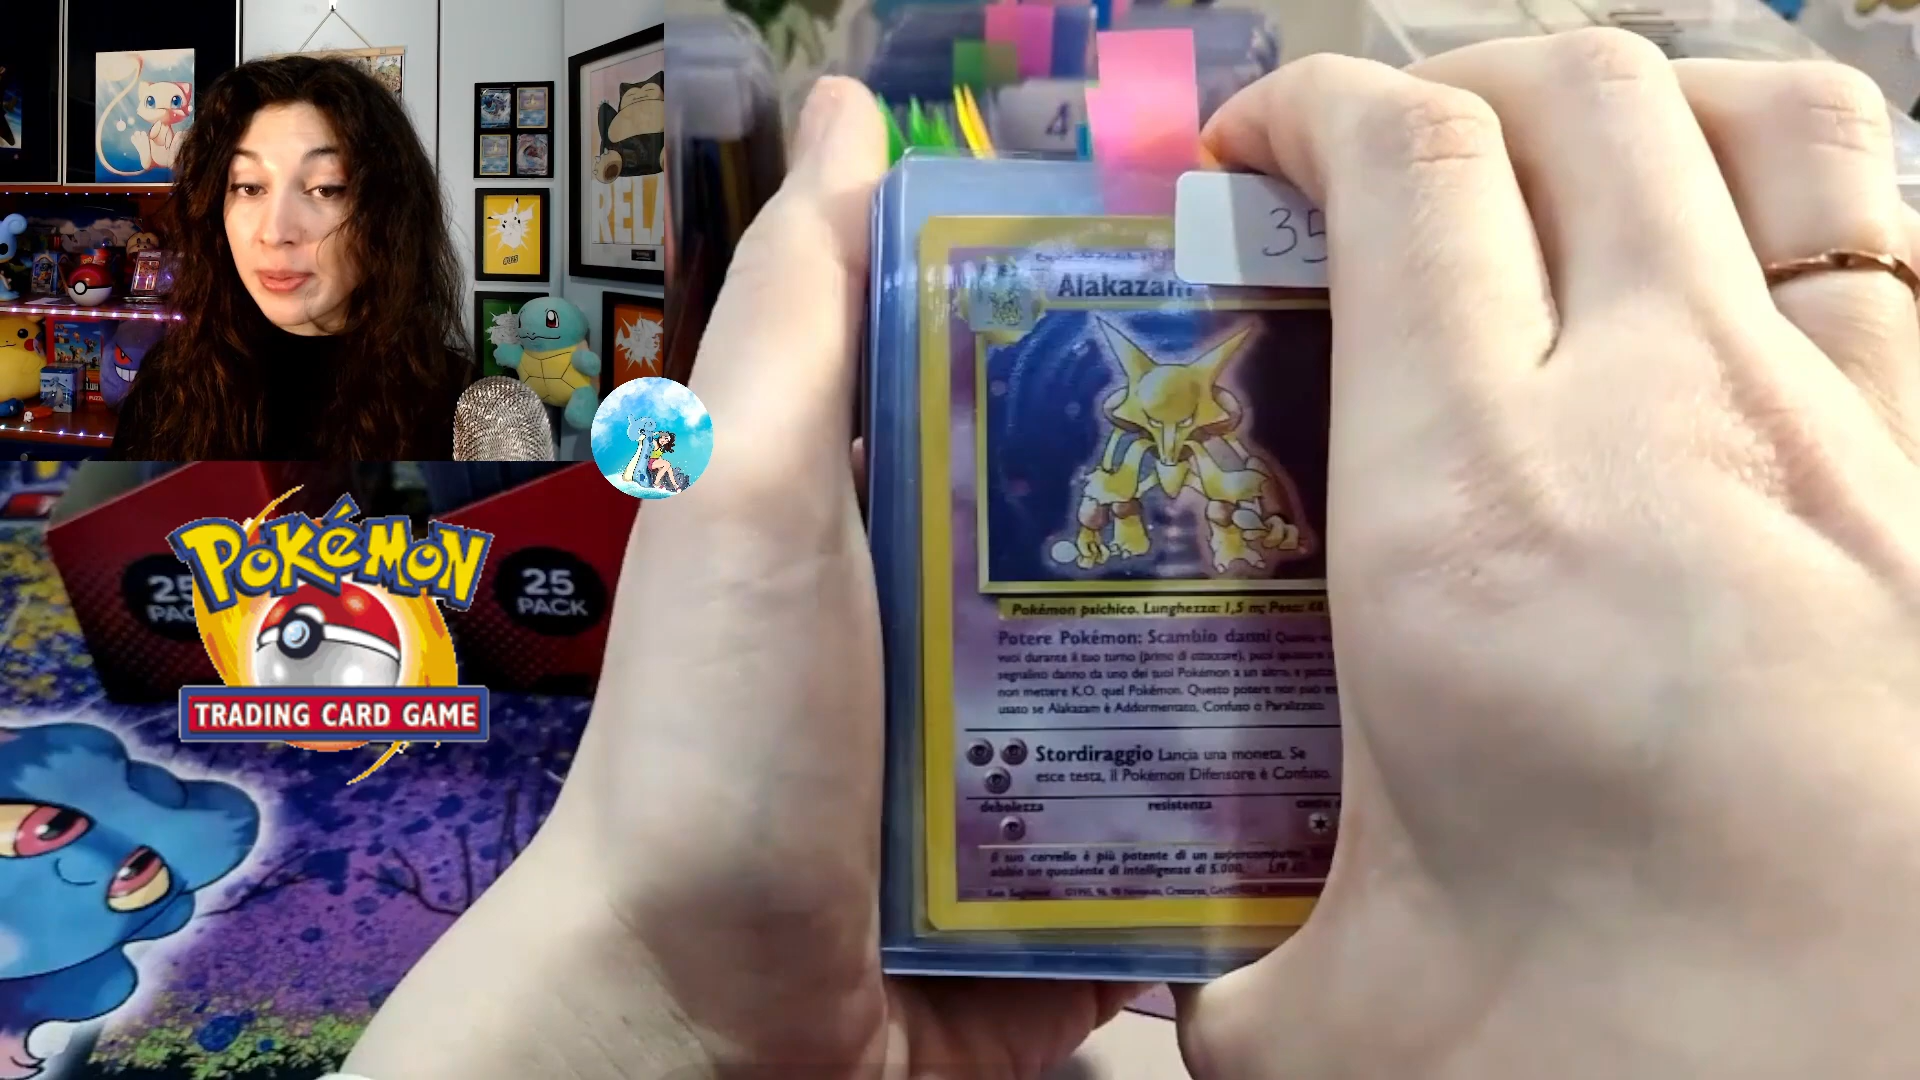 RELA
4
35
Alakazam
25
PACK
25
PAC
POKéMON
TRADING CARD GAME
Pokémon psichico. Lunghezza: 1,5 m; Peso: 48
Potere Pokémon: Scambio danni
vuoi durante il tuo turno (prima di attaccare), puoi spostare
segnalino danno da uno dei tuoi Pokémon a un altro, a patto
non mettere K.O. quel Pokémon. Questo potere non può es
usato se Alakazam è Addormentato, Confuso o Paralizzato.
Stordiraggio Lancia una moneta. Se
esce testa, il Pokémon Difensore è Confuso.
debolezza resistenza
Il suo cervello è più potente di un supercomputer.
abbia un quoziente di intelligenza di 5.000.